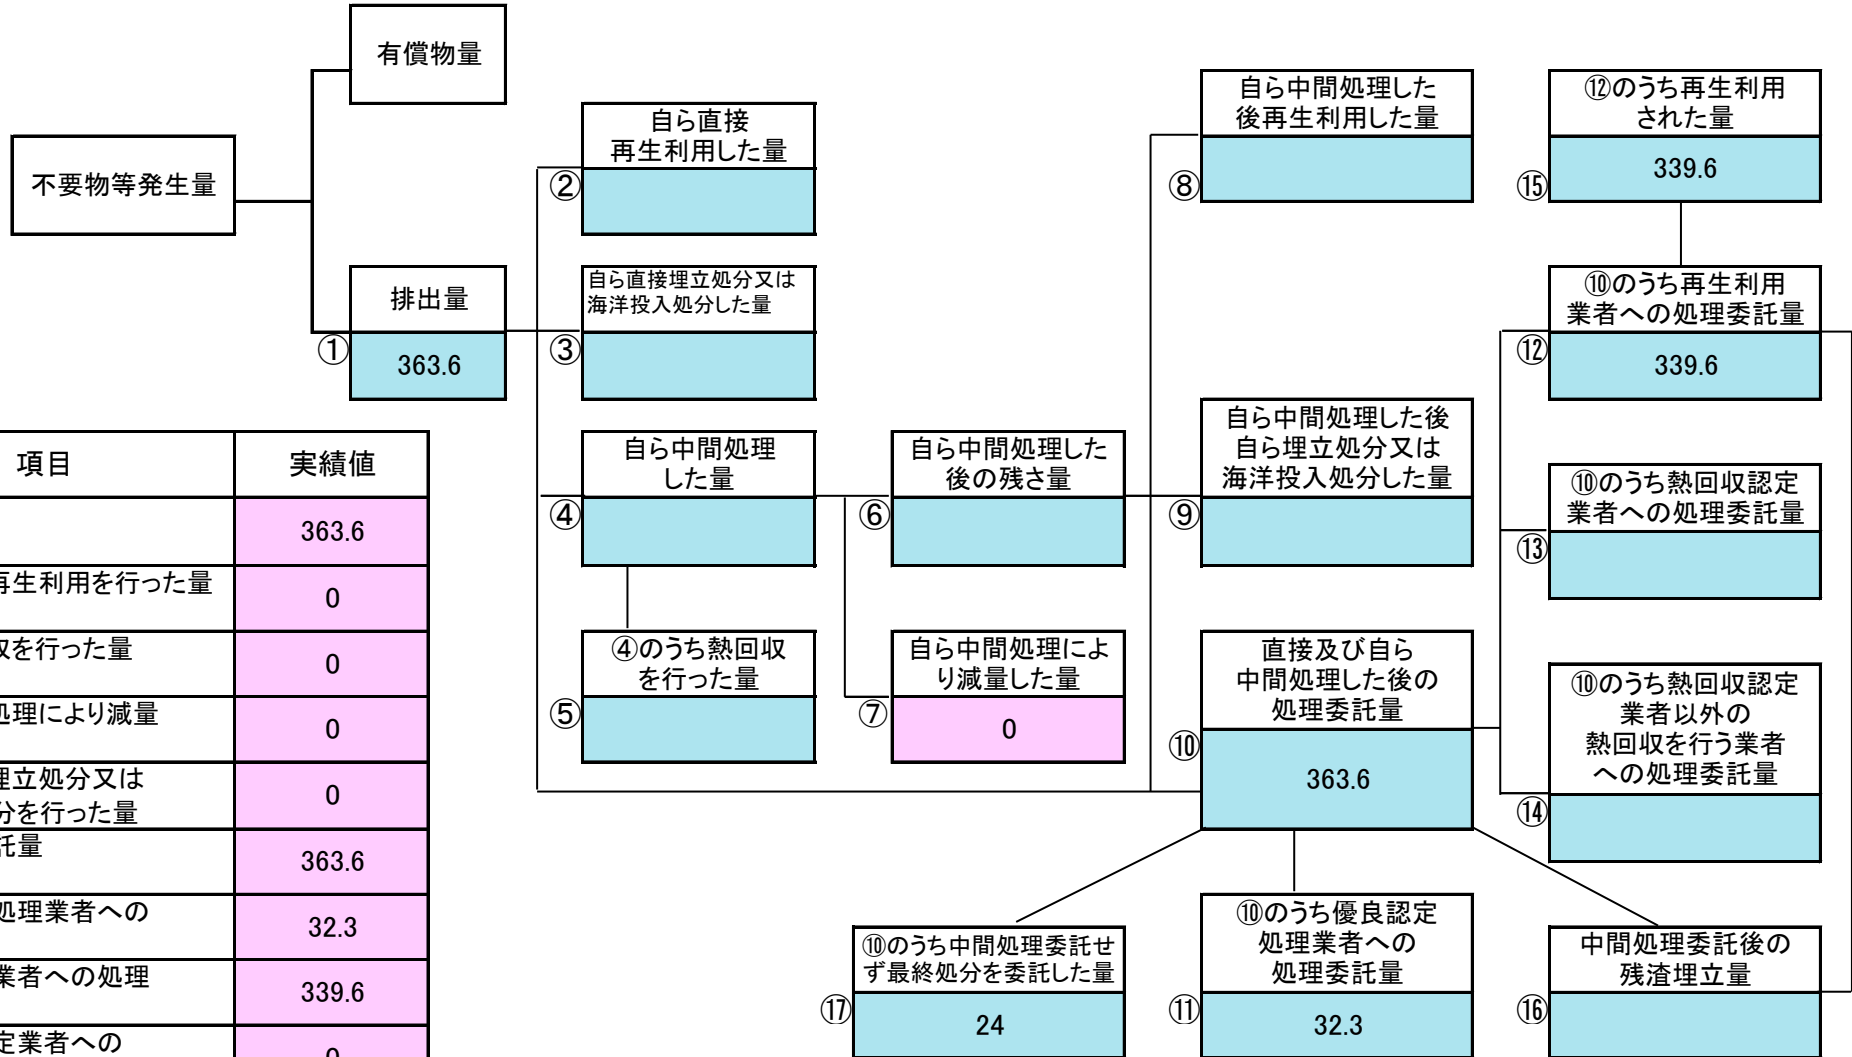 有償物量
不要物等発生量
排出量
①
363.6
自ら直接
再生利用した量
②
自ら直接埋立処分又は
海洋投入処分した量
③
自ら中間処理
した量
④
④のうち熱回収
を行った量
⑤
自ら中間処理した
後の残さ量
⑥
自ら中間処理によ
り減量した量
⑦
0
自ら中間処理した
後再生利用した量
⑧
自ら中間処理した後
自ら埋立処分又は
海洋投入処分した量
⑨
直接及び自ら
中間処理した後の
処理委託量
⑩
363.6
⑫のうち再生利用
された量
⑮
339.6
⑩のうち再生利用
業者への処理委託量
⑫
339.6
⑩のうち熱回収認定
業者への処理委託量
⑬
⑩のうち熱回収認定
業者以外の
熱回収を行う業者
への処理委託量
⑭
⑩のうち中間処理委託せ
ず最終処分を委託した量
⑰
24
⑩のうち優良認定
処理業者への
処理委託量
⑪
32.3
中間処理委託後の
残渣埋立量
⑯
項目
実績値
363.6
再生利用を行った量
0
を行った量
0
処理により減量
0
埋立処分又は
分を行った量
0
託量
363.6
処理業者への
32.3
業者への処理
339.6
定業者への
0